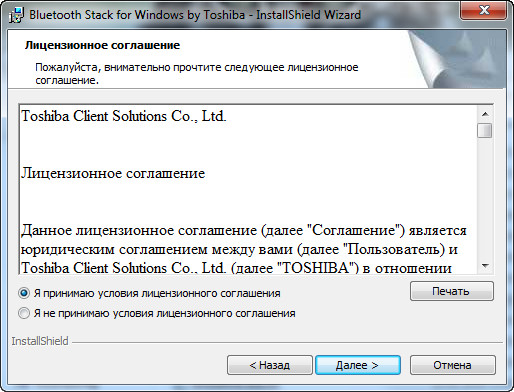 Bluetooth Stack for Windows by Toshiba - InstallShield Wizard
Лицензионное соглашение
Пожалуйста, внимательно прочтите следующее лицензионное
соглашение.
Toshiba Client Solutions Co., Ltd.
Лицензионное соглашение
Данное лицензионное соглашение (далее "Соглашение") является
юридическим соглашением между вами (далее "Пользователь") и
Toshiba Client Solutions Co., Ltd. (далее "TOSHIBA") в отношении
Я принимаю условия лицензионного соглашения
Печать
Я не принимаю условия лицензионного соглашения
InstallShield
< Назад
Далее >
Отмена